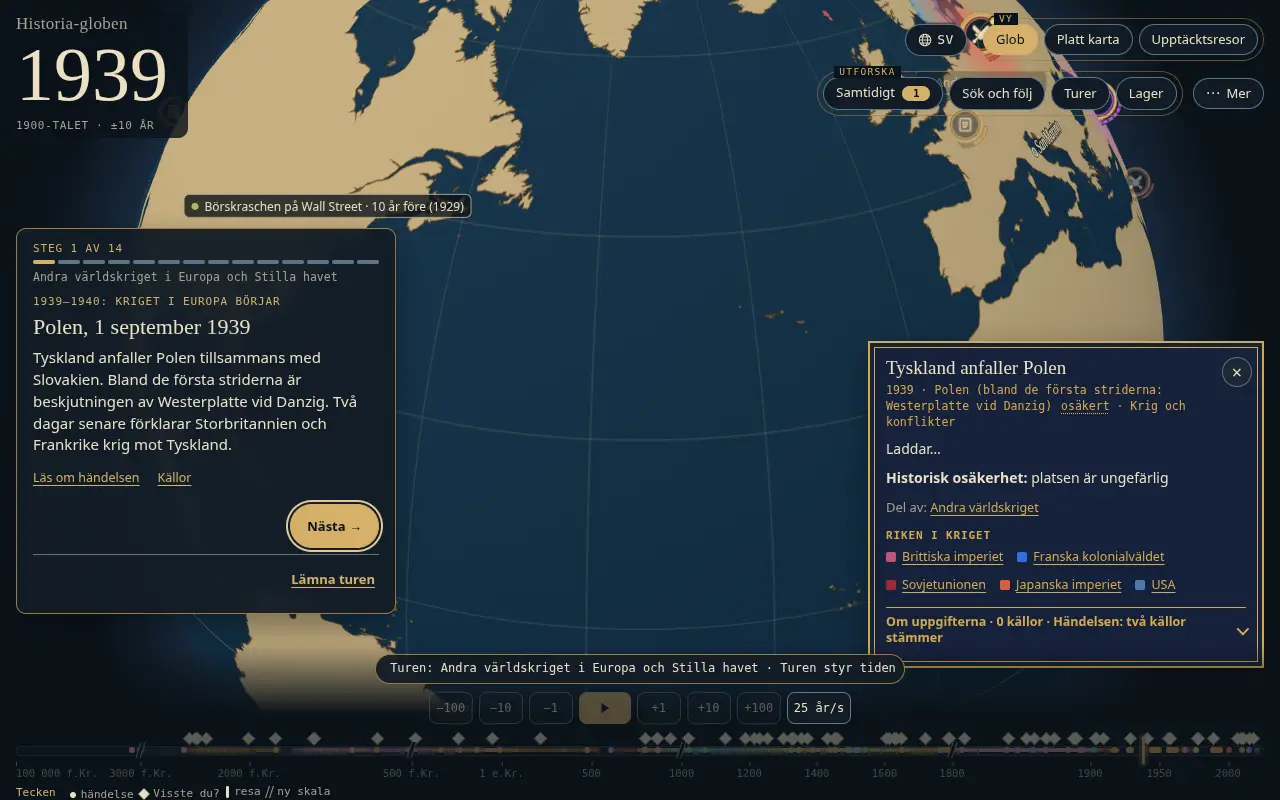 Historia-globen
1939
1900-TALET · ±10 ÅR
VY
SV
Glob
Platt karta
Upptäcktsresor
UTFORSKA
Samtidigt 1
Sök och följ
Turer
Lager
··· Mer
Börskraschen på Wall Street · 10 år före (1929)
STEG 1 AV 14
Andra världskriget i Europa och Stilla havet
1939–1940: KRIGET I EUROPA BÖRJAR
Polen, 1 september 1939
Tyskland anfaller Polen tillsammans med
Slovakien. Bland de första striderna är
beskjutningen av Westerplatte vid Danzig. Två
dagar senare förklarar Storbritannien och
Frankrike krig mot Tyskland.
Läs om händelsen Källor
Nästa →
Lämna turen
Tyskland anfaller Polen
1939 · Polen (bland de första striderna:
Westerplatte vid Danzig) osäkert · Krig och
konflikter
Laddar…
Historisk osäkerhet: platsen är ungefärlig
Del av: Andra världskriget
RIKEN I KRIGET
Brittiska imperiet Franska kolonialväldet
Sovjetunionen Japanska imperiet USA
Om uppgifterna · 0 källor · Händelsen: två källor
stämmer
Turen: Andra världskriget i Europa och Stilla havet · Turen styr tiden
−100 −10 −1 +1 +10 +100 25 år/s
100 000 f.Kr. 3000 f.Kr. 2000 f.Kr. 500 f.Kr. 1 e.Kr. 500 1000 1200 1400 1600 1800 1900 1950 2000
Tecken händelse Visste du? resa // ny skala